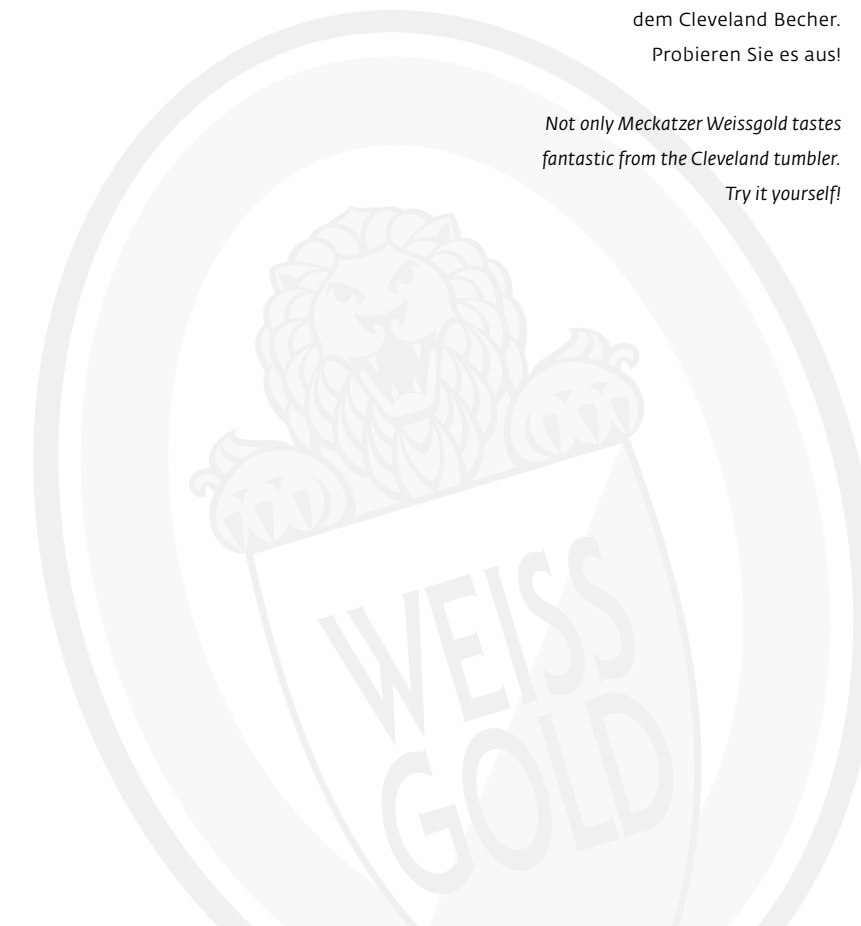 dem Cleveland Becher.
Probieren Sie es aus!
Not only Meckatzer Weissgold tastes
fantastic from the Cleveland tumbler.
Try it yourself!
WEISS
GOLD